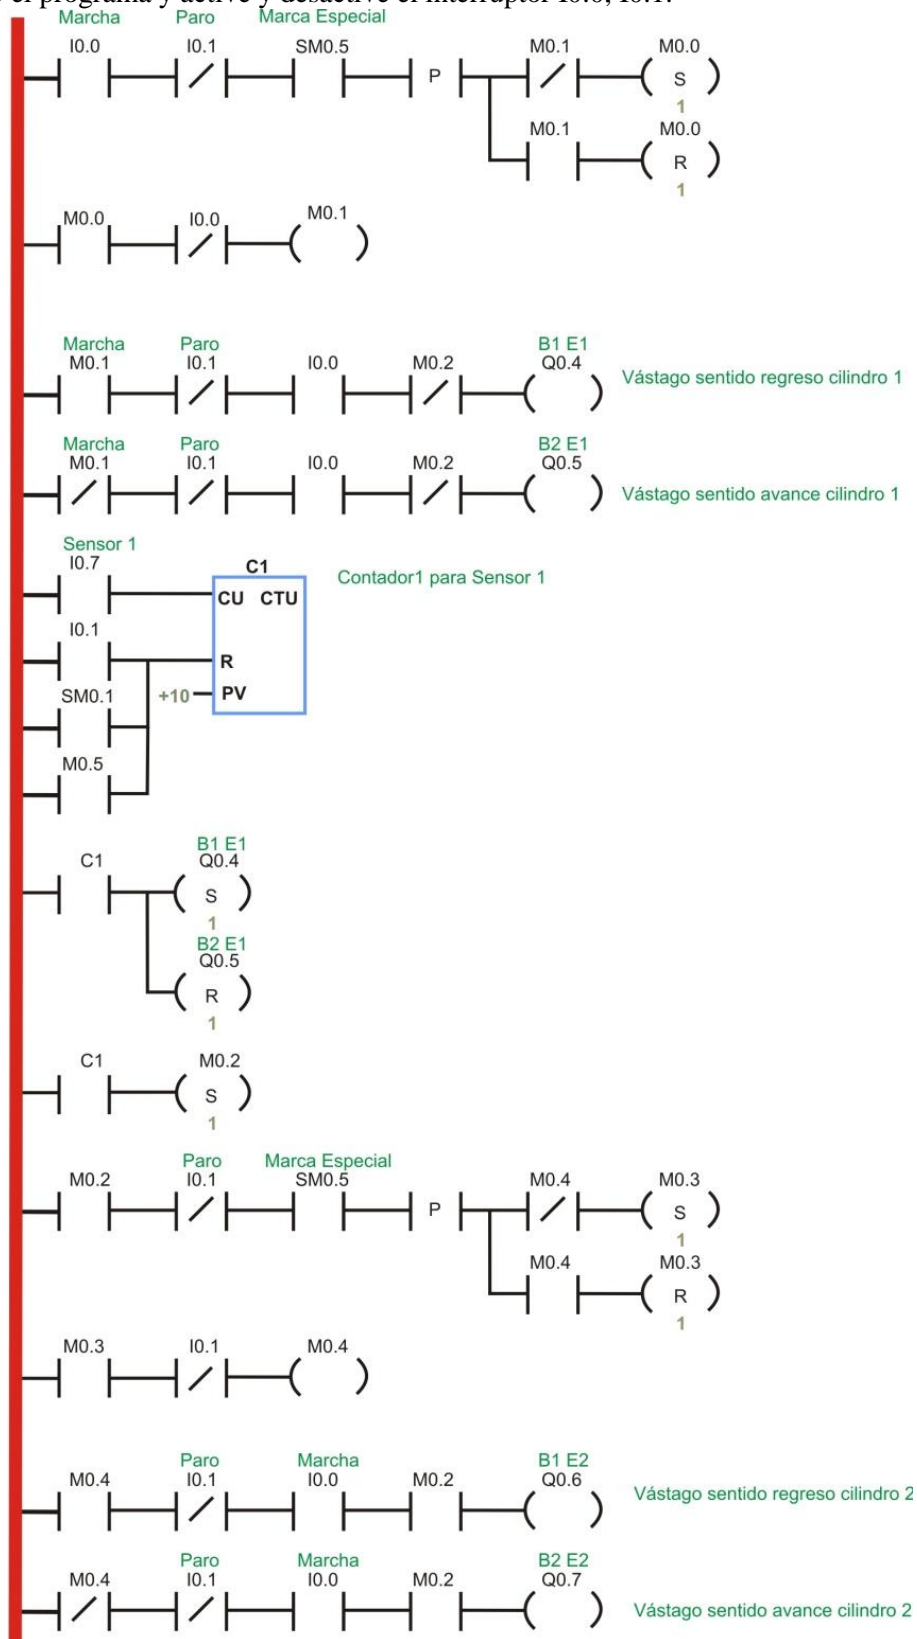 el programa y active y desactive el interruptor I0.0, I0.1.
Marcha Paro Marca Especial
I0.0 I0.1 SM0.5 M0.1 M0.0
P S
1
M0.1 M0.0
R
1
M0.0 I0.0 M0.1
Marcha Paro B1 E1
M0.1 I0.1 I0.0 M0.2 Q0.4
Vástago sentido regreso cilindro 1
Marcha Paro B2 E1
M0.1 I0.1 I0.0 M0.2 Q0.5
Vástago sentido avance cilindro 1
Sensor 1
I0.7 C1 Contador1 para Sensor 1
CU CTU
I0.1
R
SM0.1 +10 PV
M0.5
B1 E1
C1 Q0.4
S
1
B2 E1
Q0.5
R
1
C1 M0.2
S
1
Paro Marca Especial
M0.2 I0.1 SM0.5 M0.4 M0.3
P S
1
M0.4 M0.3
R
1
M0.3 I0.1 M0.4
Paro Marcha B1 E2
M0.4 I0.1 I0.0 M0.2 Q0.6
Vástago sentido regreso cilindro 2
Paro Marcha B2 E2
M0.4 I0.1 I0.0 M0.2 Q0.7
Vástago sentido avance cilindro 2